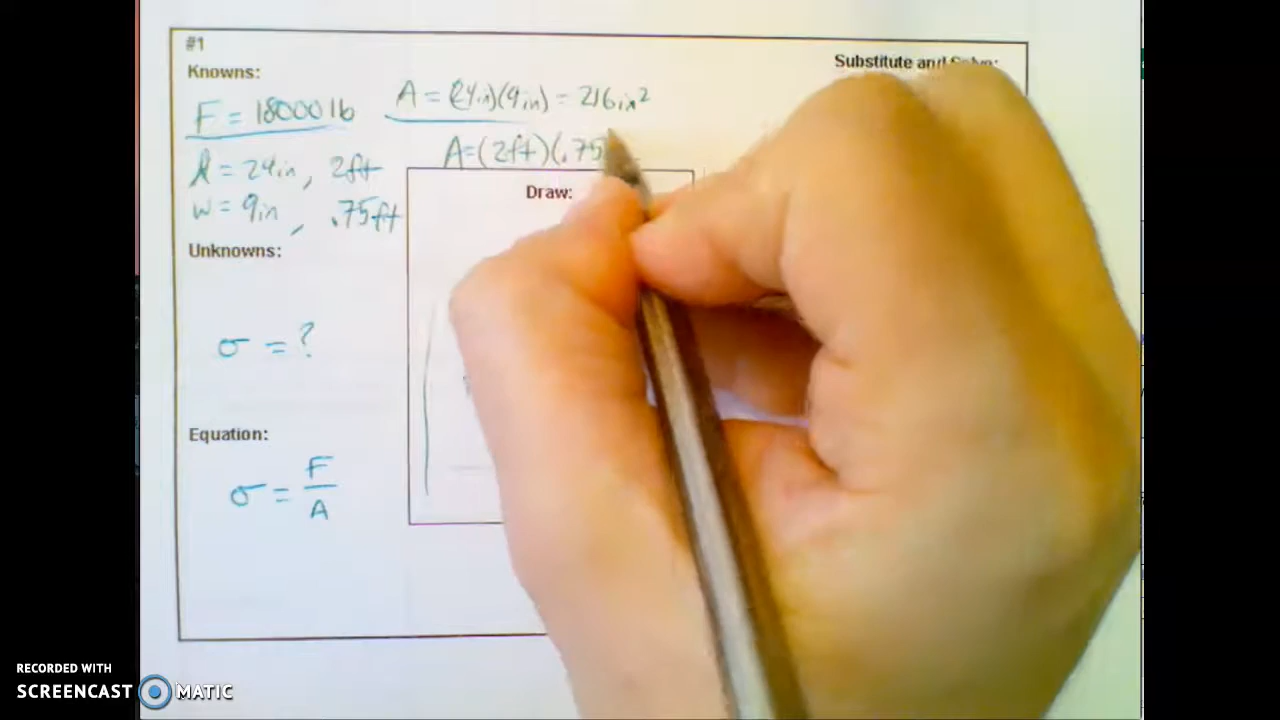 #1
Knowns:
Substitute and Solve:
F = 18000 lb
A = (24in)(9in) = 216in²
A=(2ft)(.75
l = 24in, 2ft
w = 9in, .75ft
Draw:
Unknowns:
σ = ?
Equation:
σ = F/A
RECORDED WITH
SCREENCAST MATIC